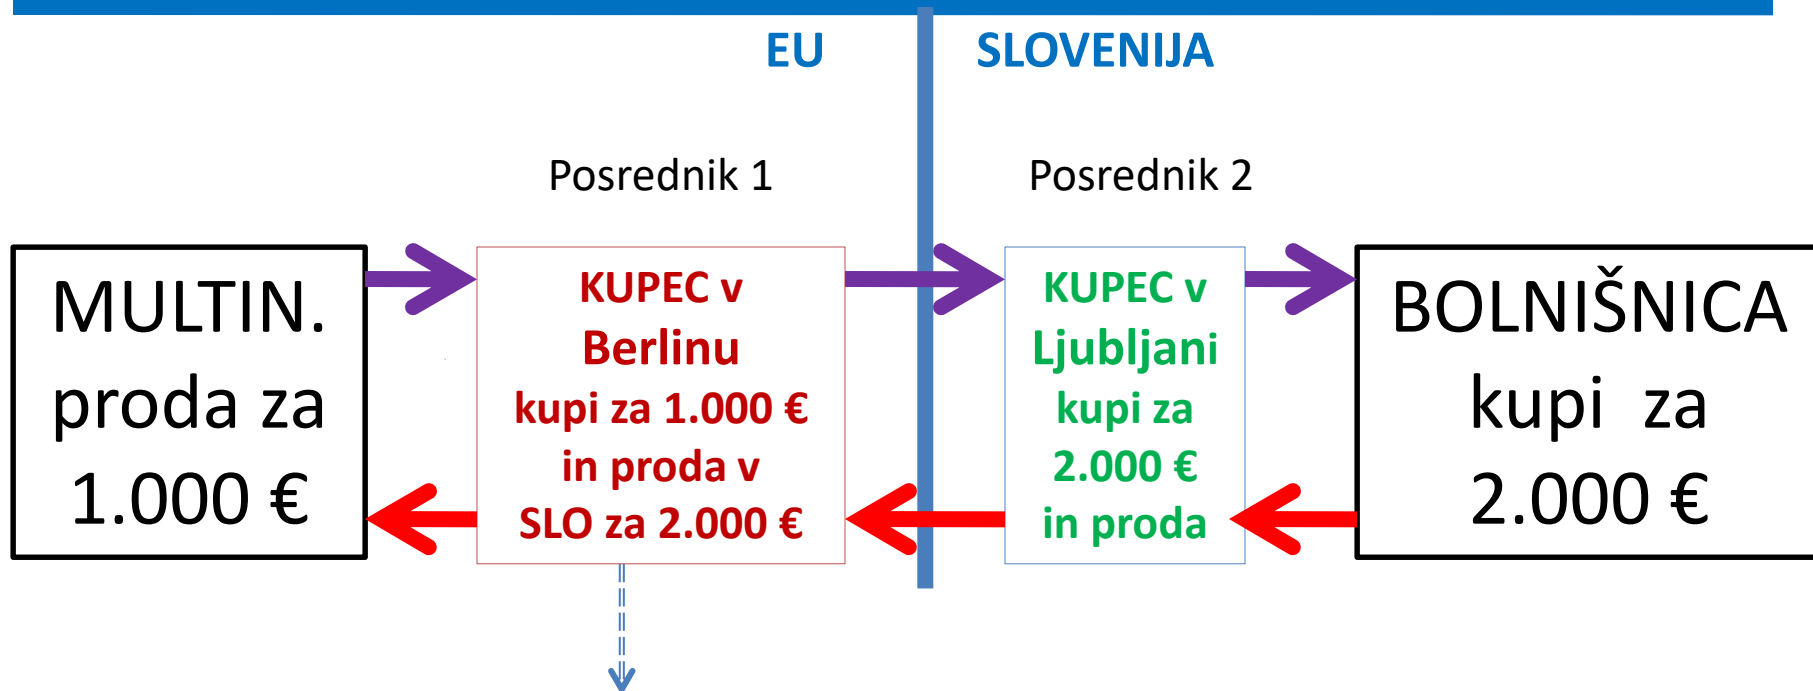 EU
SLOVENIJA
Posrednik 1
Posrednik 2
MULTIN.
proda za
1.000 €
KUPEC v
Berlinu
kupi za 1.000 €
in proda v
SLO za 2.000 €
KUPEC v
Ljubljani
kupi za
2.000 €
in proda
BOLNIŠNICA
kupi za
2.000 €